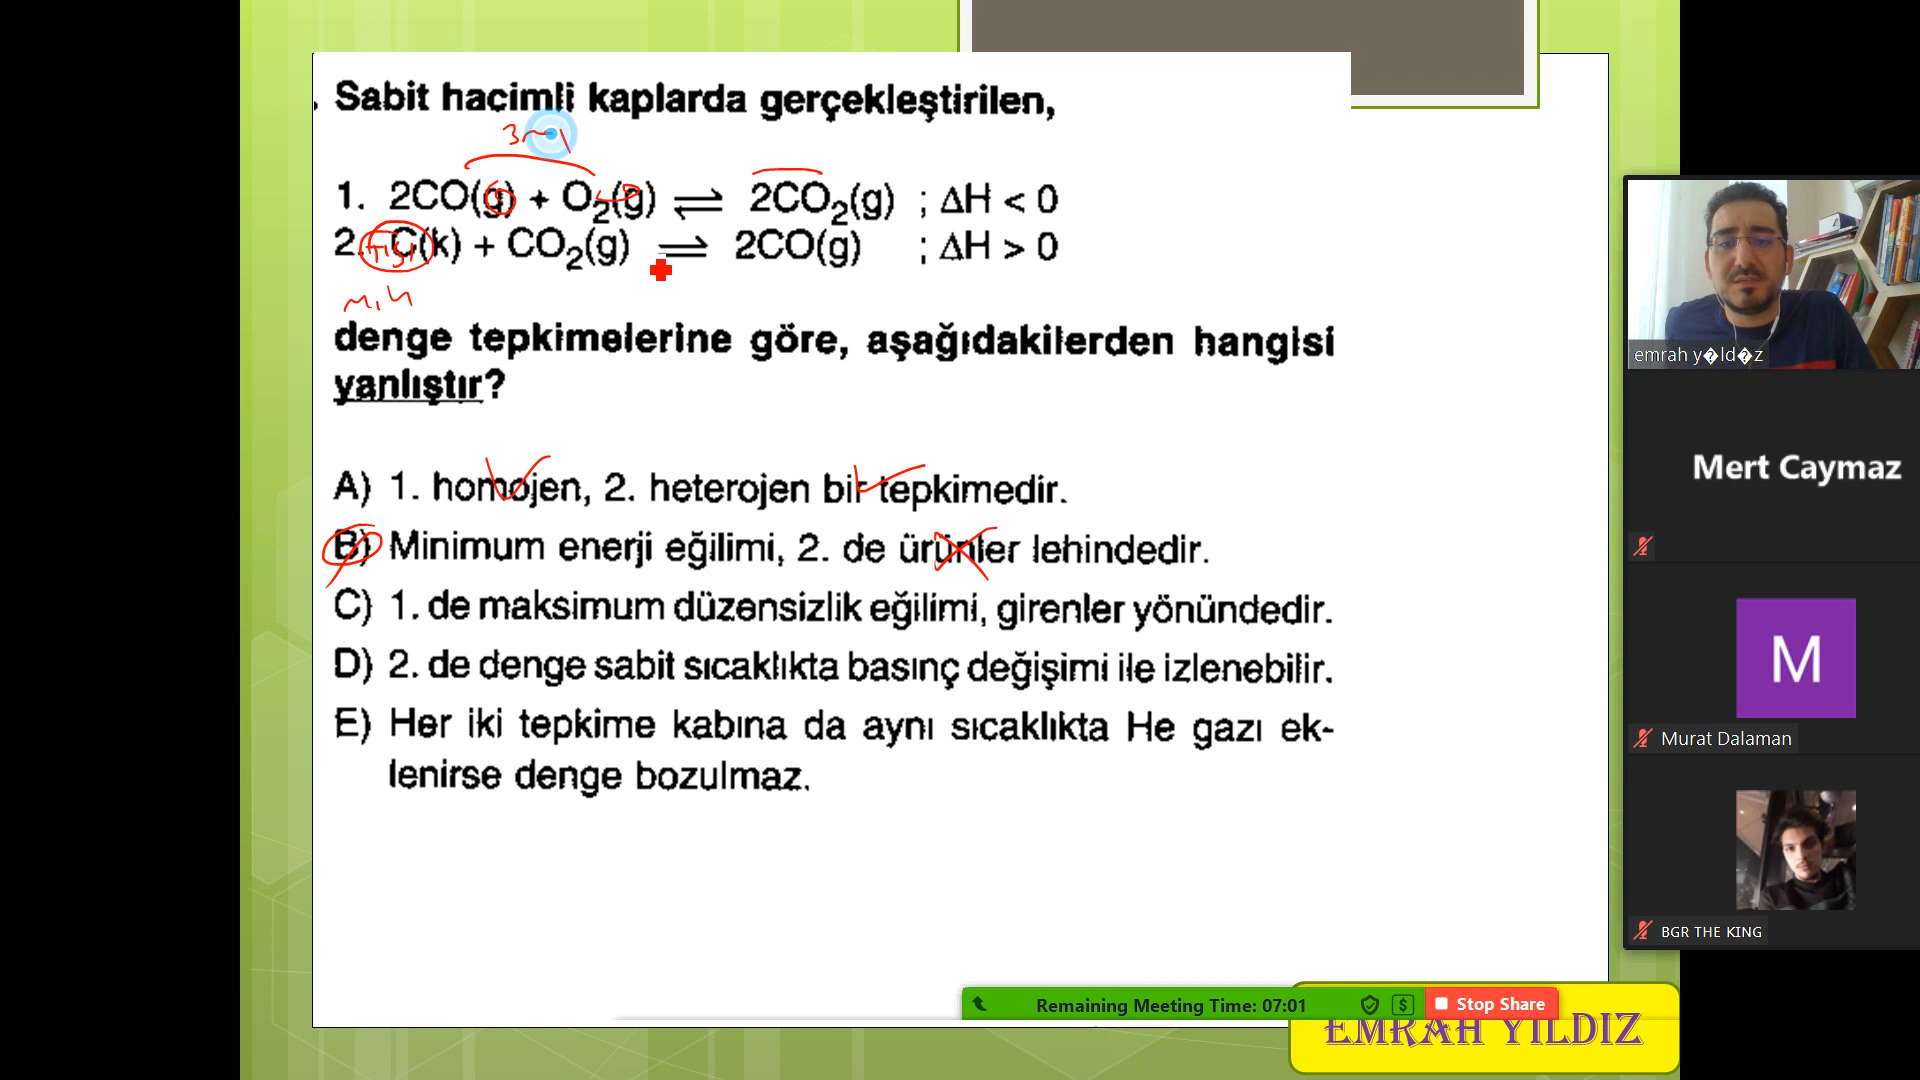 . Sabit hacimli kaplarda gerçekleştirilen,
3
1. 2CO(g) + O₂(g) ⇌ 2CO₂(g) ; ΔH < 0
2. C(k) + CO₂(g) ⇌ 2CO(g) ; ΔH > 0
denge tepkimelerine göre, aşağıdakilerden hangisi
yanlıştır?
A) 1. homojen, 2. heterojen bir tepkimedir.
B) Minimum enerji eğilimi, 2. de ürünler lehindedir.
C) 1. de maksimum düzensizlik eğilimi, girenler yönündedir.
D) 2. de denge sabit sıcaklıkta basınç değişimi ile izlenebilir.
E) Her iki tepkime kabına da aynı sıcaklıkta He gazı ek-
lenirse denge bozulmaz.
emrah y�ld�z
Mert Caymaz
M
Murat Dalaman
BGR THE KING
Remaining Meeting Time: 07:01
Stop Share
EMRAH YILDIZ